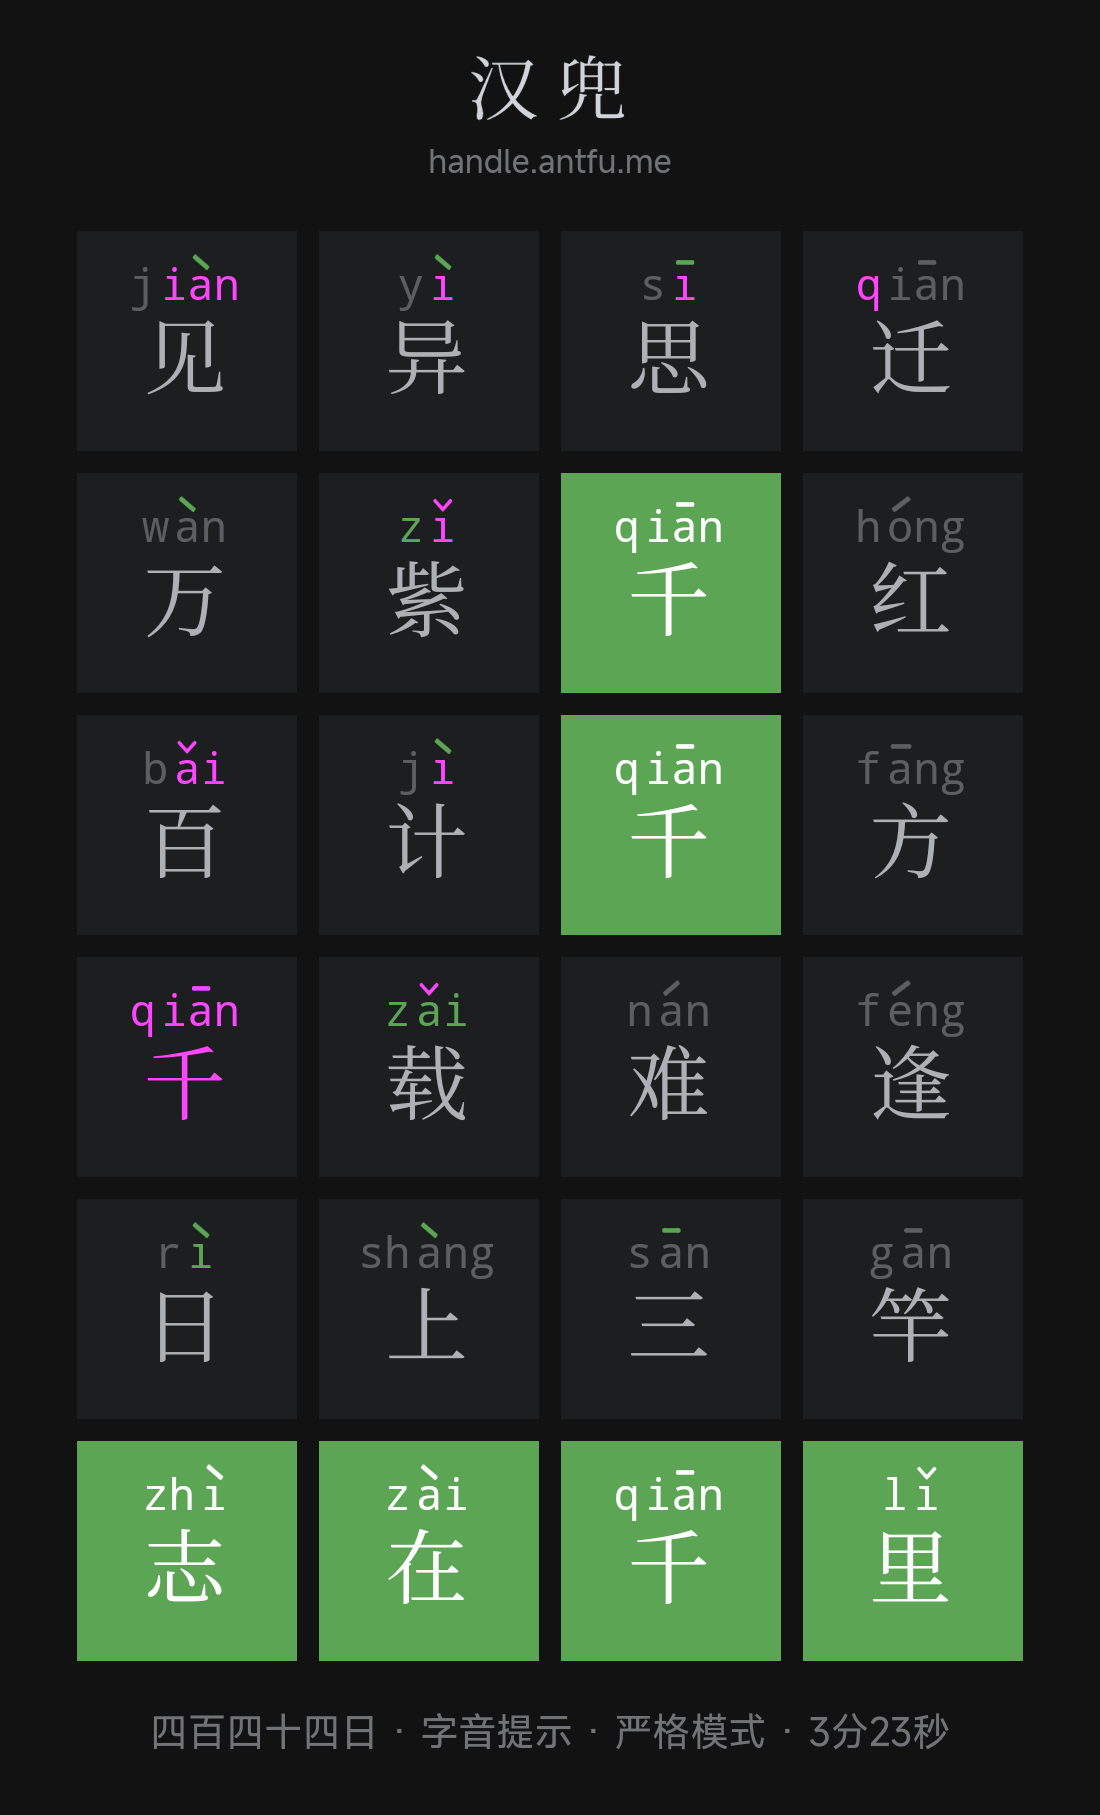 汉兜
handle.antfu.me
jiàn yì sī qiān
见 异 思 迁
wàn zǐ qiān hóng
万 紫 千 红
bǎi jì qiān fāng
百 计 千 方
qiān zǎi nán féng
千 载 难 逢
rì shàng sān gān
日 上 三 竿
zhì zài qiān lǐ
志 在 千 里
四百四十四日 · 字音提示 · 严格模式 · 3分23秒